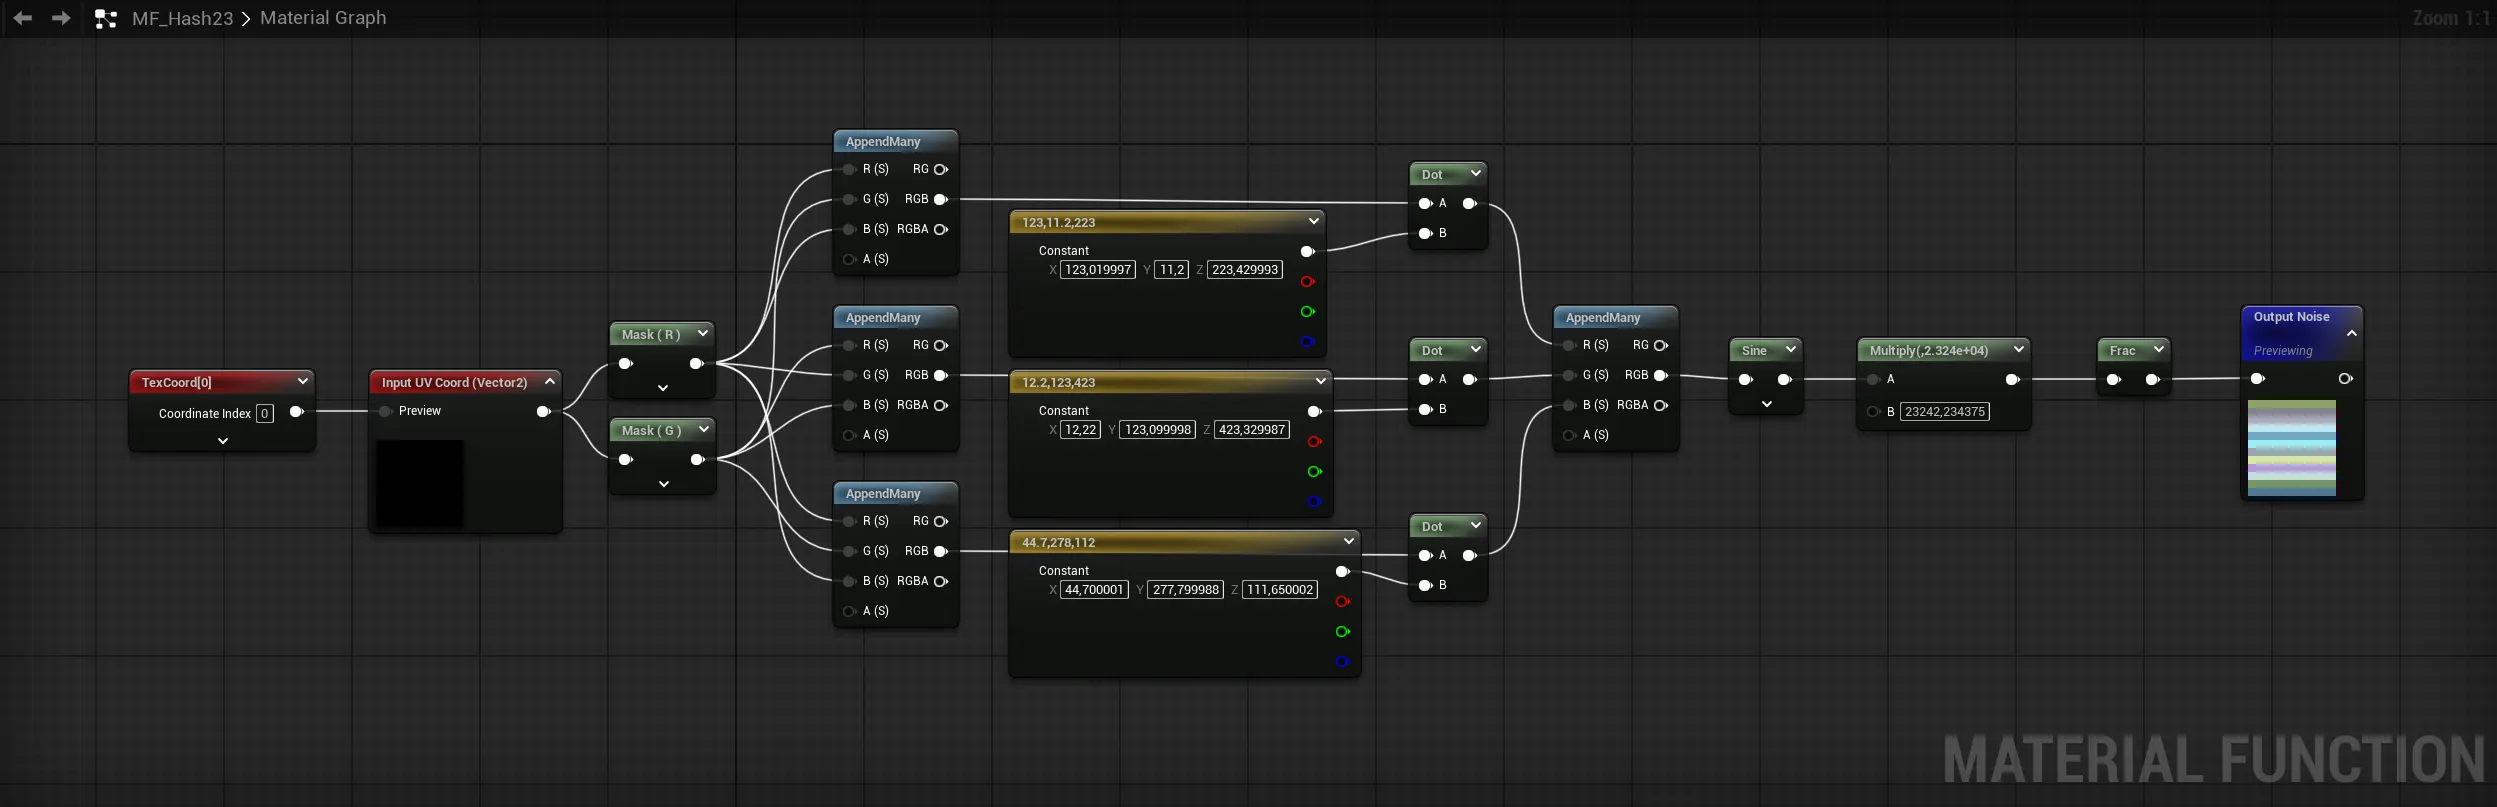 MF_Hash23 > Material Graph
Zoom 1:1
TexCoord[0]
Coordinate Index 0
Input UV Coord (Vector2)
Preview
Mask ( R )
Mask ( G )
AppendMany
R (S) RG
G (S) RGB
B (S) RGBA
A (S)
AppendMany
R (S) RG
G (S) RGB
B (S) RGBA
A (S)
AppendMany
R (S) RG
G (S) RGB
B (S) RGBA
A (S)
123,11.2,223
Constant
X 123,019997 Y 11,2 Z 223,429993
12.2,123,423
Constant
X 12,22 Y 123,099998 Z 423,329987
44.7,278,112
Constant
X 44,700001 Y 277,799988 Z 111,650002
Dot
A
B
Dot
A
B
Dot
A
B
AppendMany
R (S) RG
G (S) RGB
B (S) RGBA
A (S)
Sine
Multiply(,2.324e+04)
A
B 23242,234375
Frac
Output Noise
Previewing
MATERIAL FUNCTION